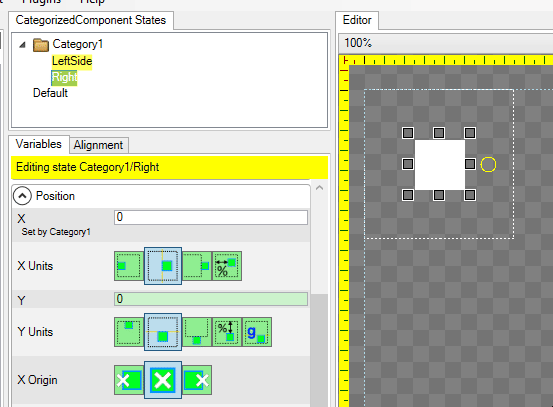 Plugins Help
CategorizedComponent States
Category1
LeftSide
Right
Default
Variables
Alignment
Editing state Category1/Right
Position
X
0
Set by Category1
X Units
%
Y
0
Y Units
%
g
X Origin
Editor
100%